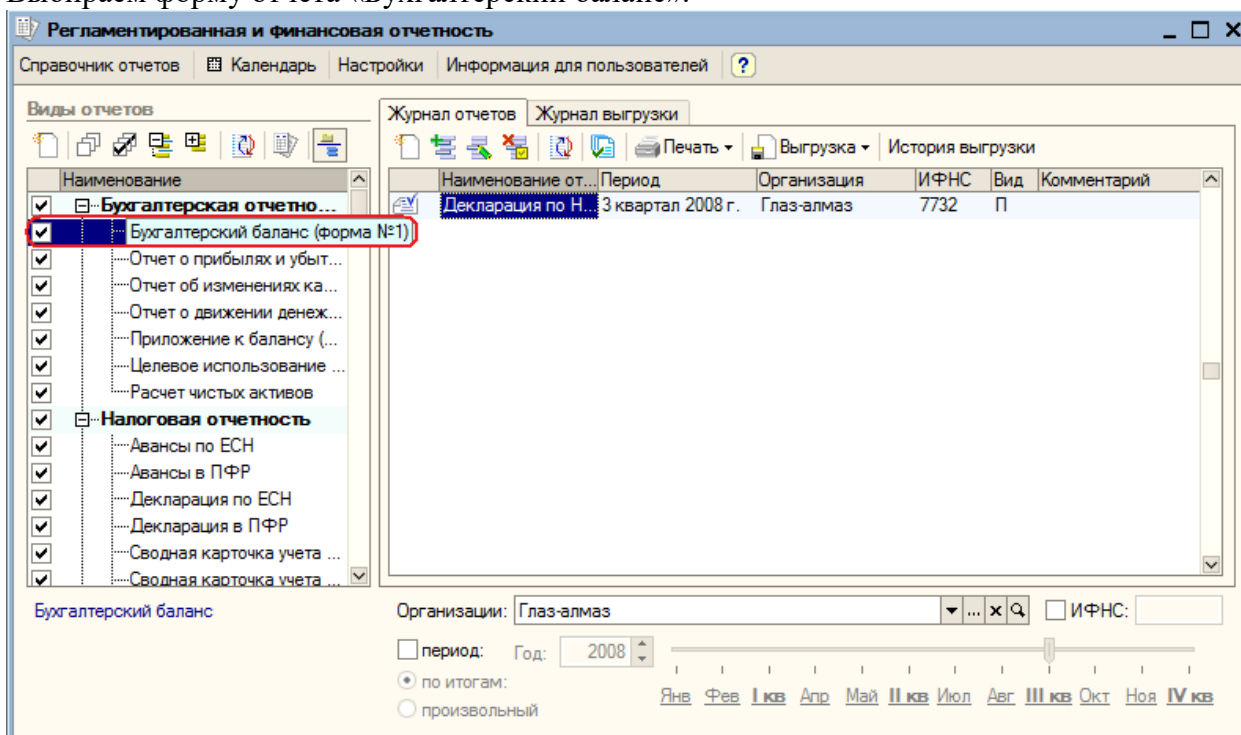 Выбираем форму отчета «Бухгалтерский баланс».
Регламентированная и финансовая отчетность
Справочник отчетов Календарь Настройки Информация для пользователей ?
Виды отчетов
Журнал отчетов Журнал выгрузки
Печать Выгрузка История выгрузки
Наименование
Наименование от... Период Организация ИФНС Вид Комментарий
Бухгалтерская отчетно...
Декларация по Н... 3 квартал 2008 г. Глаз-алмаз 7732 П
Бухгалтерский баланс (форма №1)
Отчет о прибылях и убыт...
Отчет об изменениях ка...
Отчет о движении денеж...
Приложение к балансу (...
Целевое использование ...
Расчет чистых активов
Налоговая отчетность
Авансы по ЕСН
Авансы в ПФР
Декларация по ЕСН
Декларация в ПФР
Сводная карточка учета ...
Сводная карточка учета ...
Бухгалтерский баланс
Организации: Глаз-алмаз ... ИФНС:
период: Год: 2008
по итогам:
произвольный
Янв Фев I кв Апр Май II кв Июл Авг III кв Окт Ноя IV кв